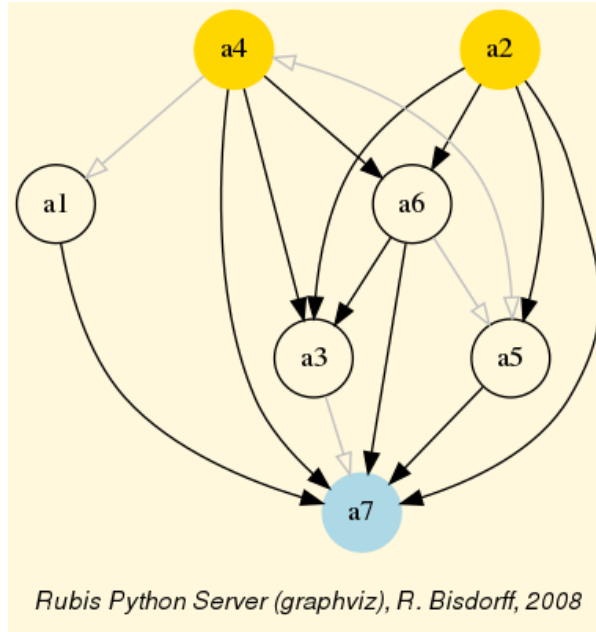 a4
a2
a1
a6
a3
a5
a7
Rubis Python Server (graphviz), R. Bisdorff, 2008